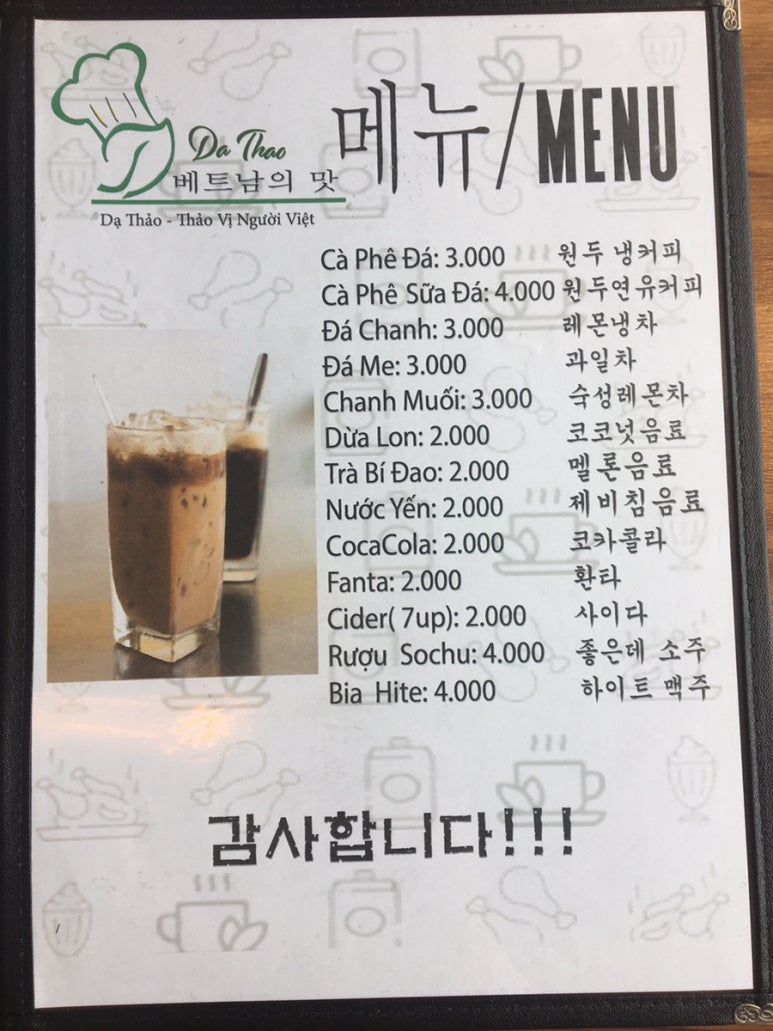 Da Thao
베트남의 맛
Dạ Thảo - Thảo Vị Người Việt
메뉴/MENU
Cà Phê Đá: 3.000 원두 냉커피
Cà Phê Sữa Đá: 4.000 원두연유커피
Đá Chanh: 3.000 레몬냉차
Đá Me: 3.000 과일차
Chanh Muối: 3.000 숙성레몬차
Dừa Lon: 2.000 코코넛음료
Trà Bí Đao: 2.000 멜론음료
Nước Yến: 2.000 제비침음료
CocaCola: 2.000 코카콜라
Fanta: 2.000 환타
Cider( 7up): 2.000 사이다
Rượu Sochu: 4.000 좋은데 소주
Bia Hite: 4.000 하이트 맥주
감사합니다!!!